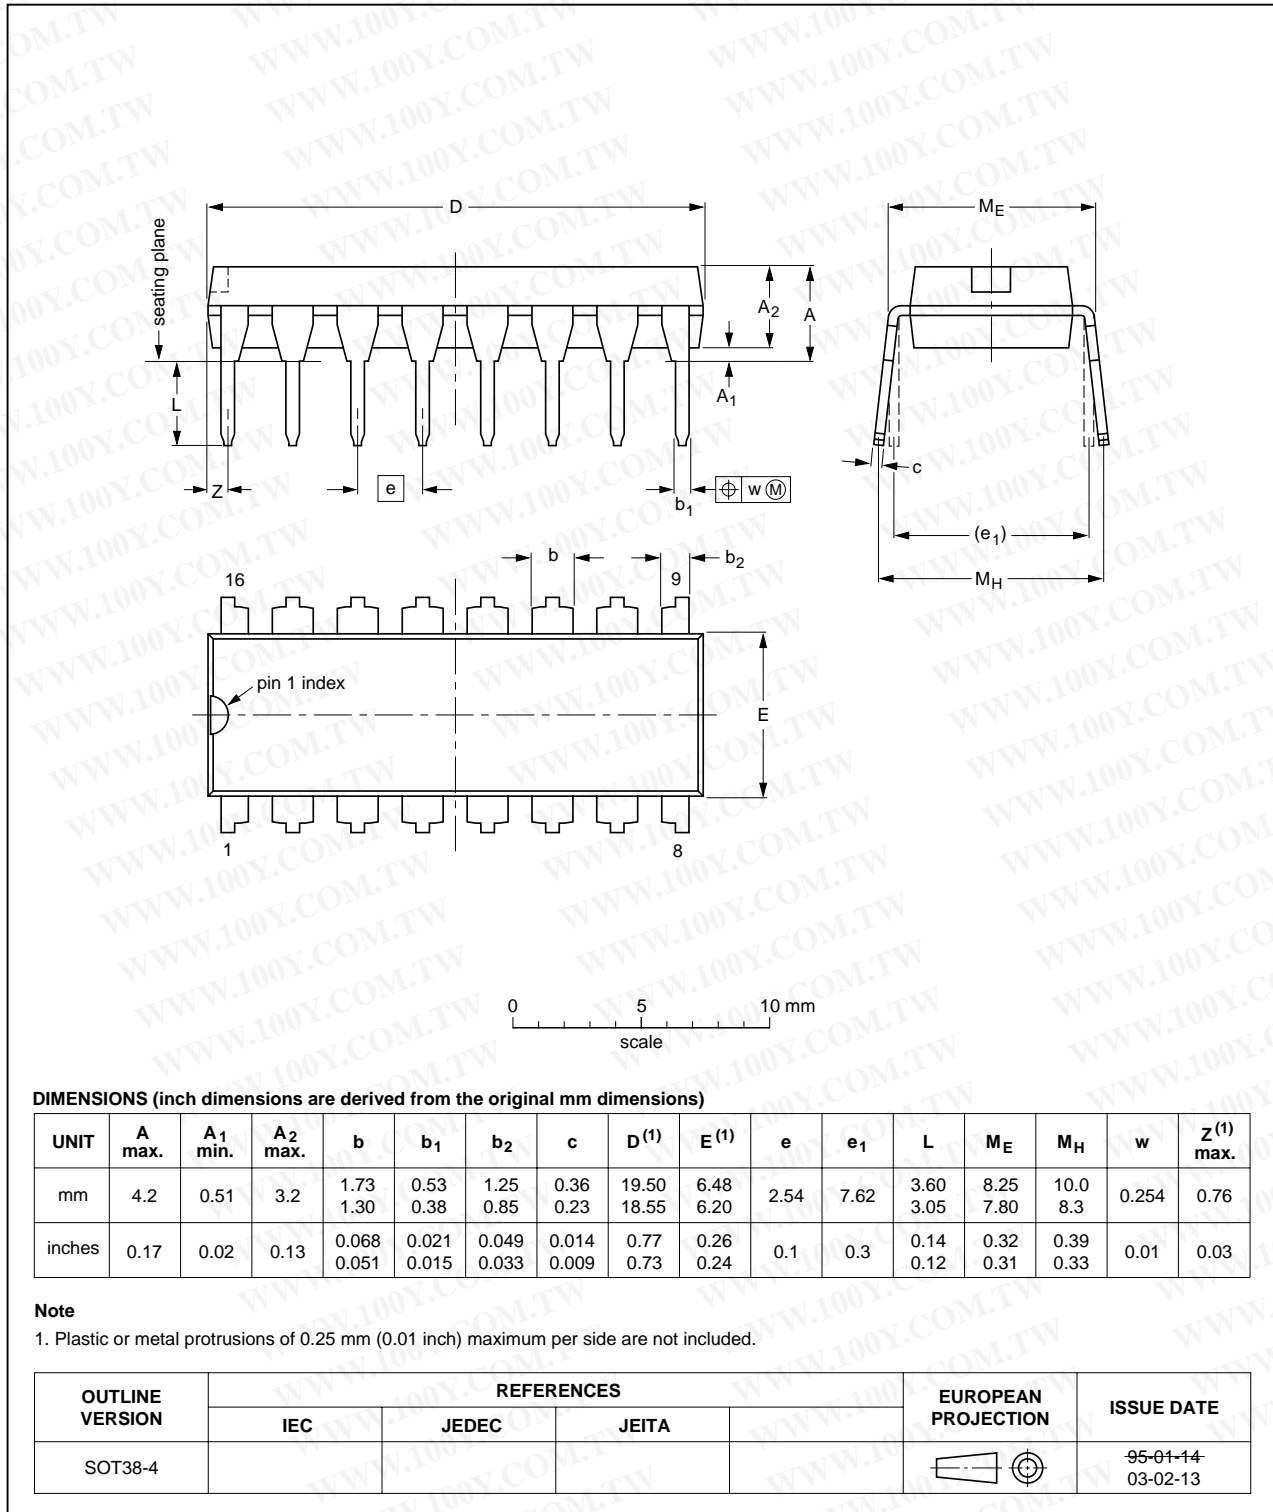 D
M_E
seating plane
A2
A
A1
L
Z
e
b1
w M
c
(e1)
M_H
b
b2
16
9
pin 1 index
E
1
8
0 5 10 mm
scale
DIMENSIONS (inch dimensions are derived from the original mm dimensions)
UNIT A max. A1 min. A2 max. b b1 b2 c D(1) E(1) e e1 L ME MH w Z(1) max.
mm 4.2 0.51 3.2 1.73 1.30 0.53 0.38 1.25 0.85 0.36 0.23 19.50 18.55 6.48 6.20 2.54 7.62 3.60 3.05 8.25 7.80 10.0 8.3 0.254 0.76
inches 0.17 0.02 0.13 0.068 0.051 0.021 0.015 0.049 0.033 0.014 0.009 0.77 0.73 0.26 0.24 0.1 0.3 0.14 0.12 0.32 0.31 0.39 0.33 0.01 0.03
Note
1. Plastic or metal protrusions of 0.25 mm (0.01 inch) maximum per side are not included.
OUTLINE VERSION REFERENCES EUROPEAN PROJECTION ISSUE DATE
IEC JEDEC JEITA
SOT38-4 95-01-14
03-02-13
WWW.100Y.COM.TW